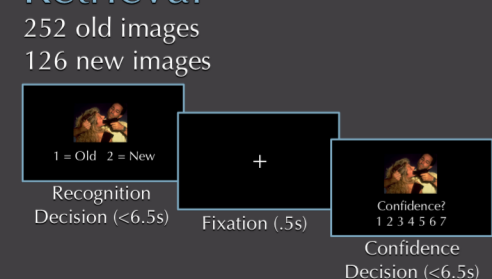 Retrieval
252 old images
126 new images
1 = Old 2 = New
Recognition
Decision (<6.5s)
+
Fixation (.5s)
Confidence?
1 2 3 4 5 6 7
Confidence
Decision (<6.5s)